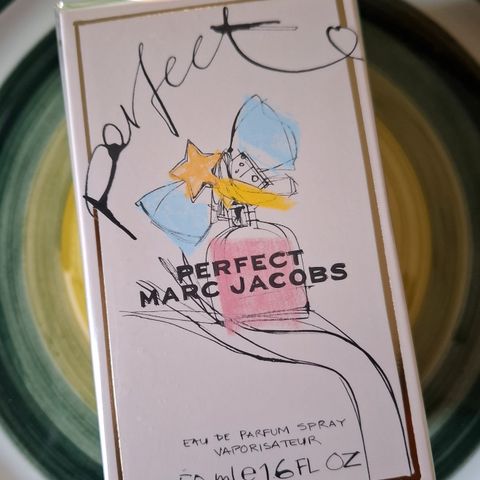 perfect
PERFECT
MARC JACOBS
EAU DE PARFUM SPRAY
VAPORISATEUR
50 ml e 1.6 FL OZ